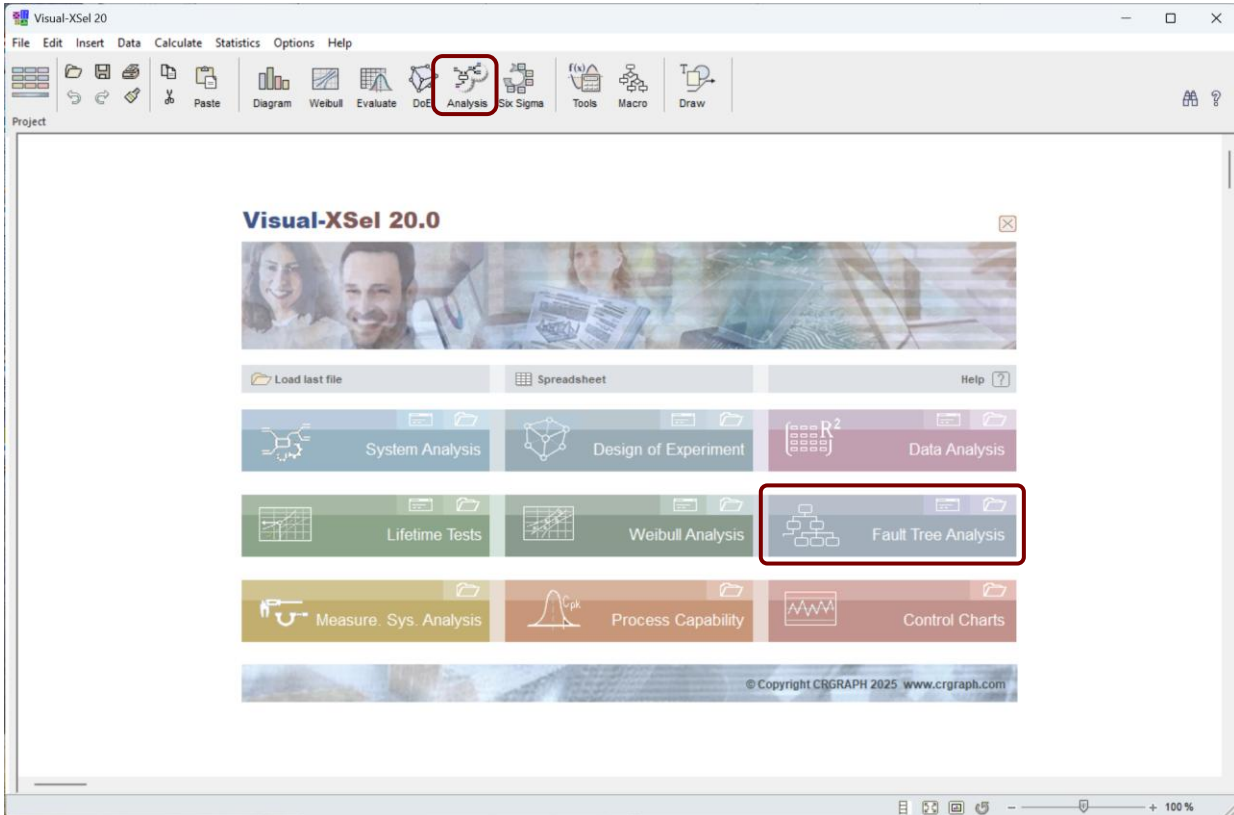 Visual-XSel 20
File Edit Insert Data Calculate Statistics Options Help
f(x)
T
Paste Diagram Weibull Evaluate DoE Analysis Six Sigma Tools Macro Draw
Project
Visual-XSel 20.0
Load last file Spreadsheet Help ?
System Analysis Design of Experiment R2 Data Analysis
Lifetime Tests Weibull Analysis Fault Tree Analysis
Measure. Sys. Analysis Cpk Process Capability Control Charts
© Copyright CRGRAPH 2025 www.crgraph.com
100 %